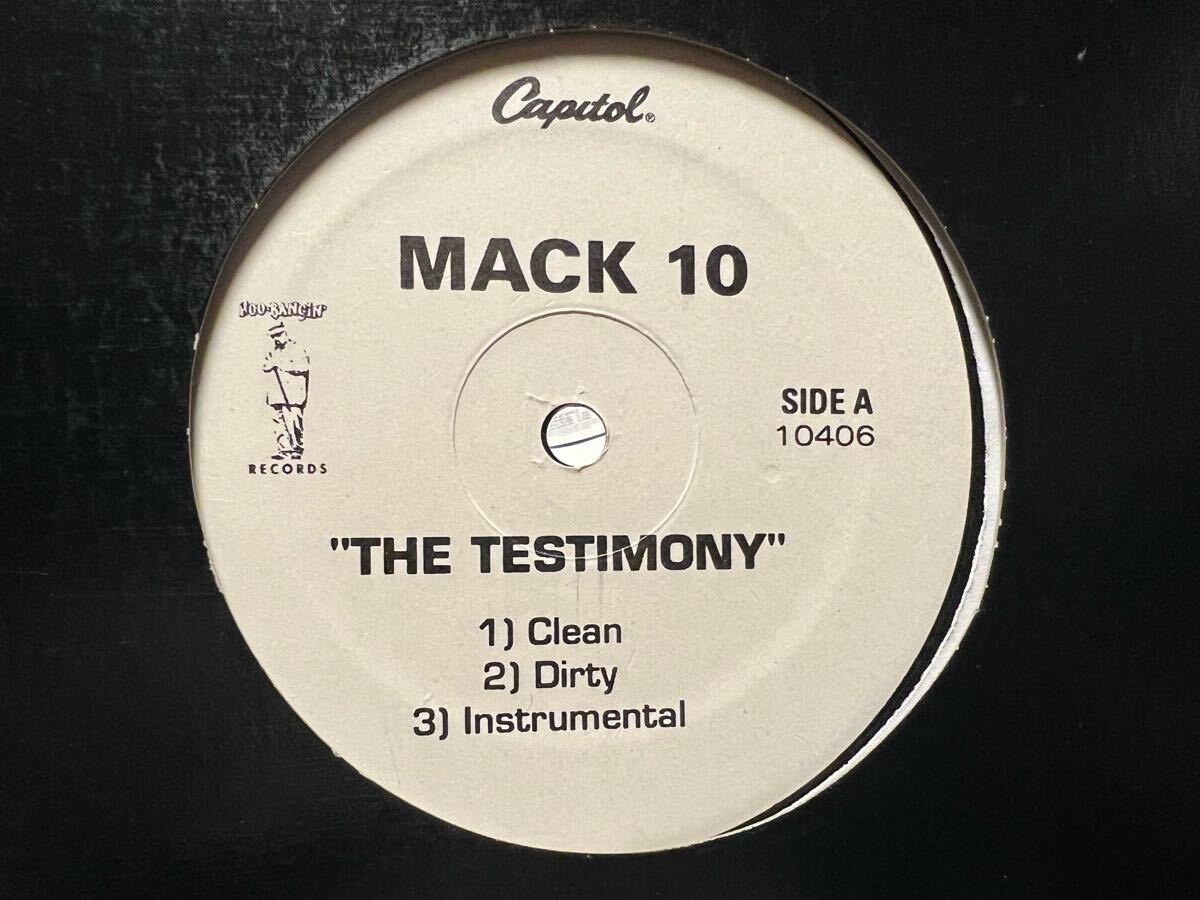 Capitol®
MACK 10
HOO-BANGIN'
RECORDS
SIDE A
10406
"THE TESTIMONY"
1) Clean
2) Dirty
3) Instrumental